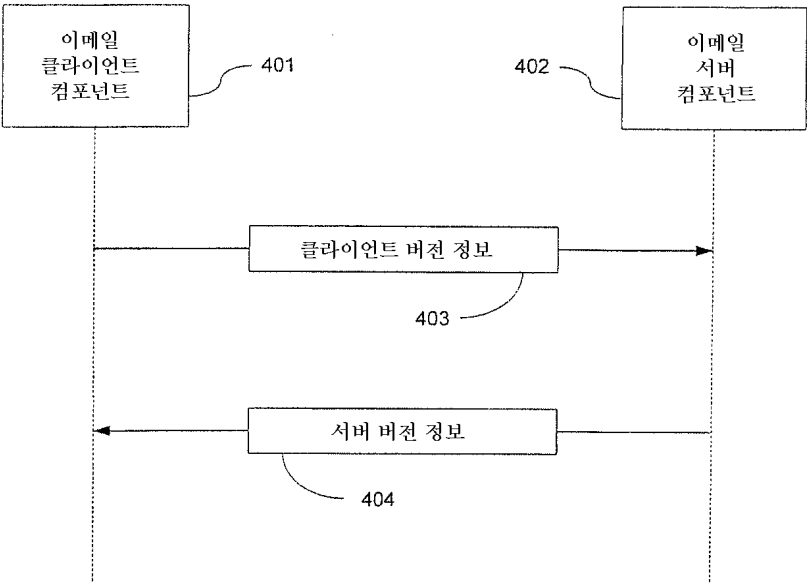 이메일
클라이언트
컴포넌트
401
402
이메일
서버
컴포넌트
클라이언트 버전 정보
403
서버 버전 정보
404